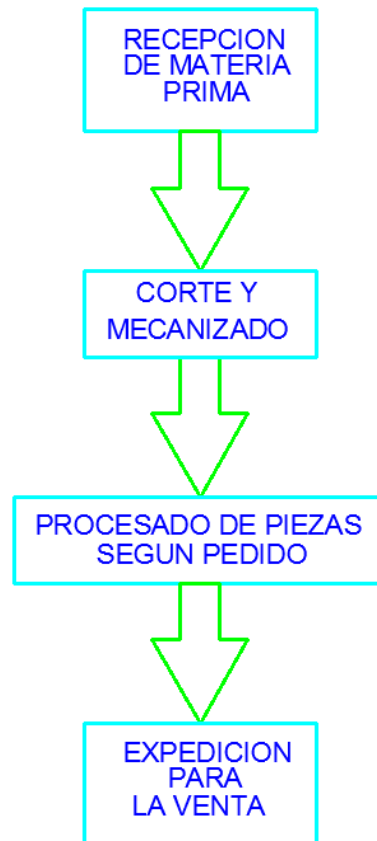 RECEPCION
DE MATERIA
PRIMA
CORTE Y
MECANIZADO
PROCESADO DE PIEZAS
SEGUN PEDIDO
EXPEDICION
PARA
LA VENTA